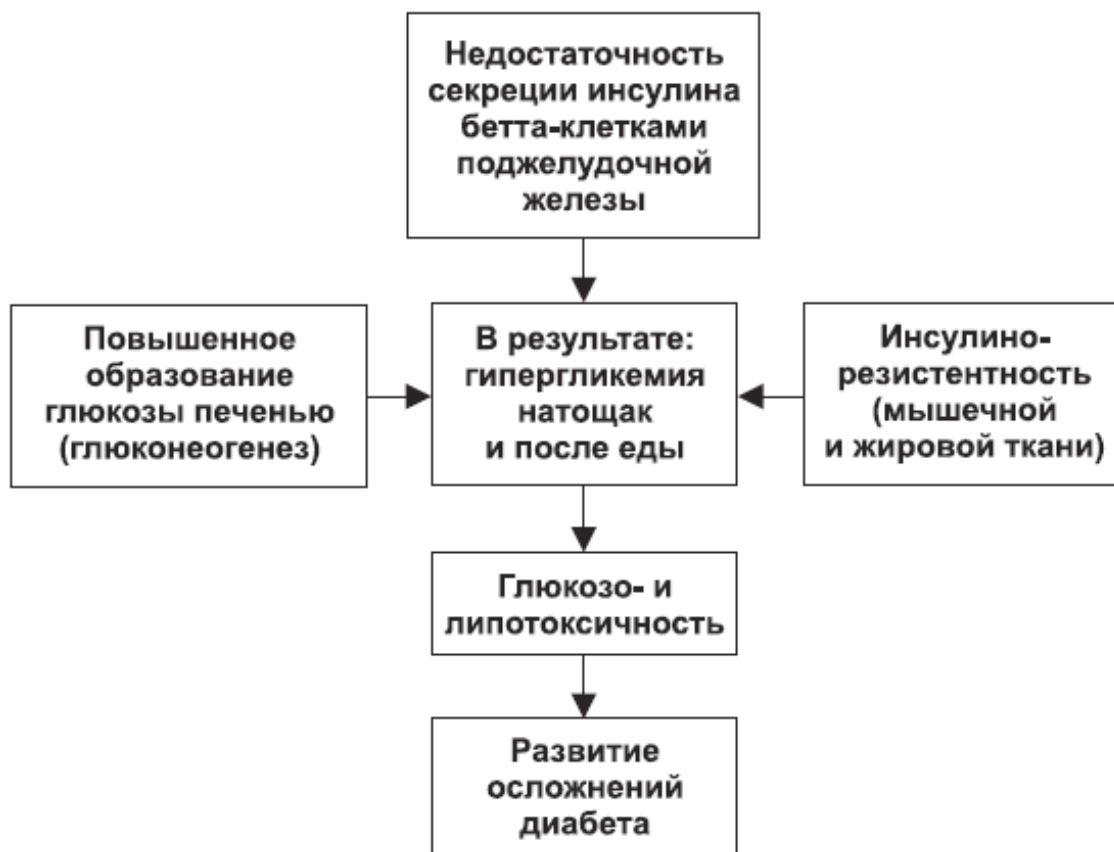 Недостаточность
секреции инсулина
бетта-клетками
поджелудочной
железы
Повышенное
образование
глюкозы печенью
(глюконеогенез)
В результате:
гипергликемия
натощак
и после еды
Инсулино-
резистентность
(мышечной
и жировой ткани)
Глюкозо- и
липотоксичность
Развитие
осложнений
диабета